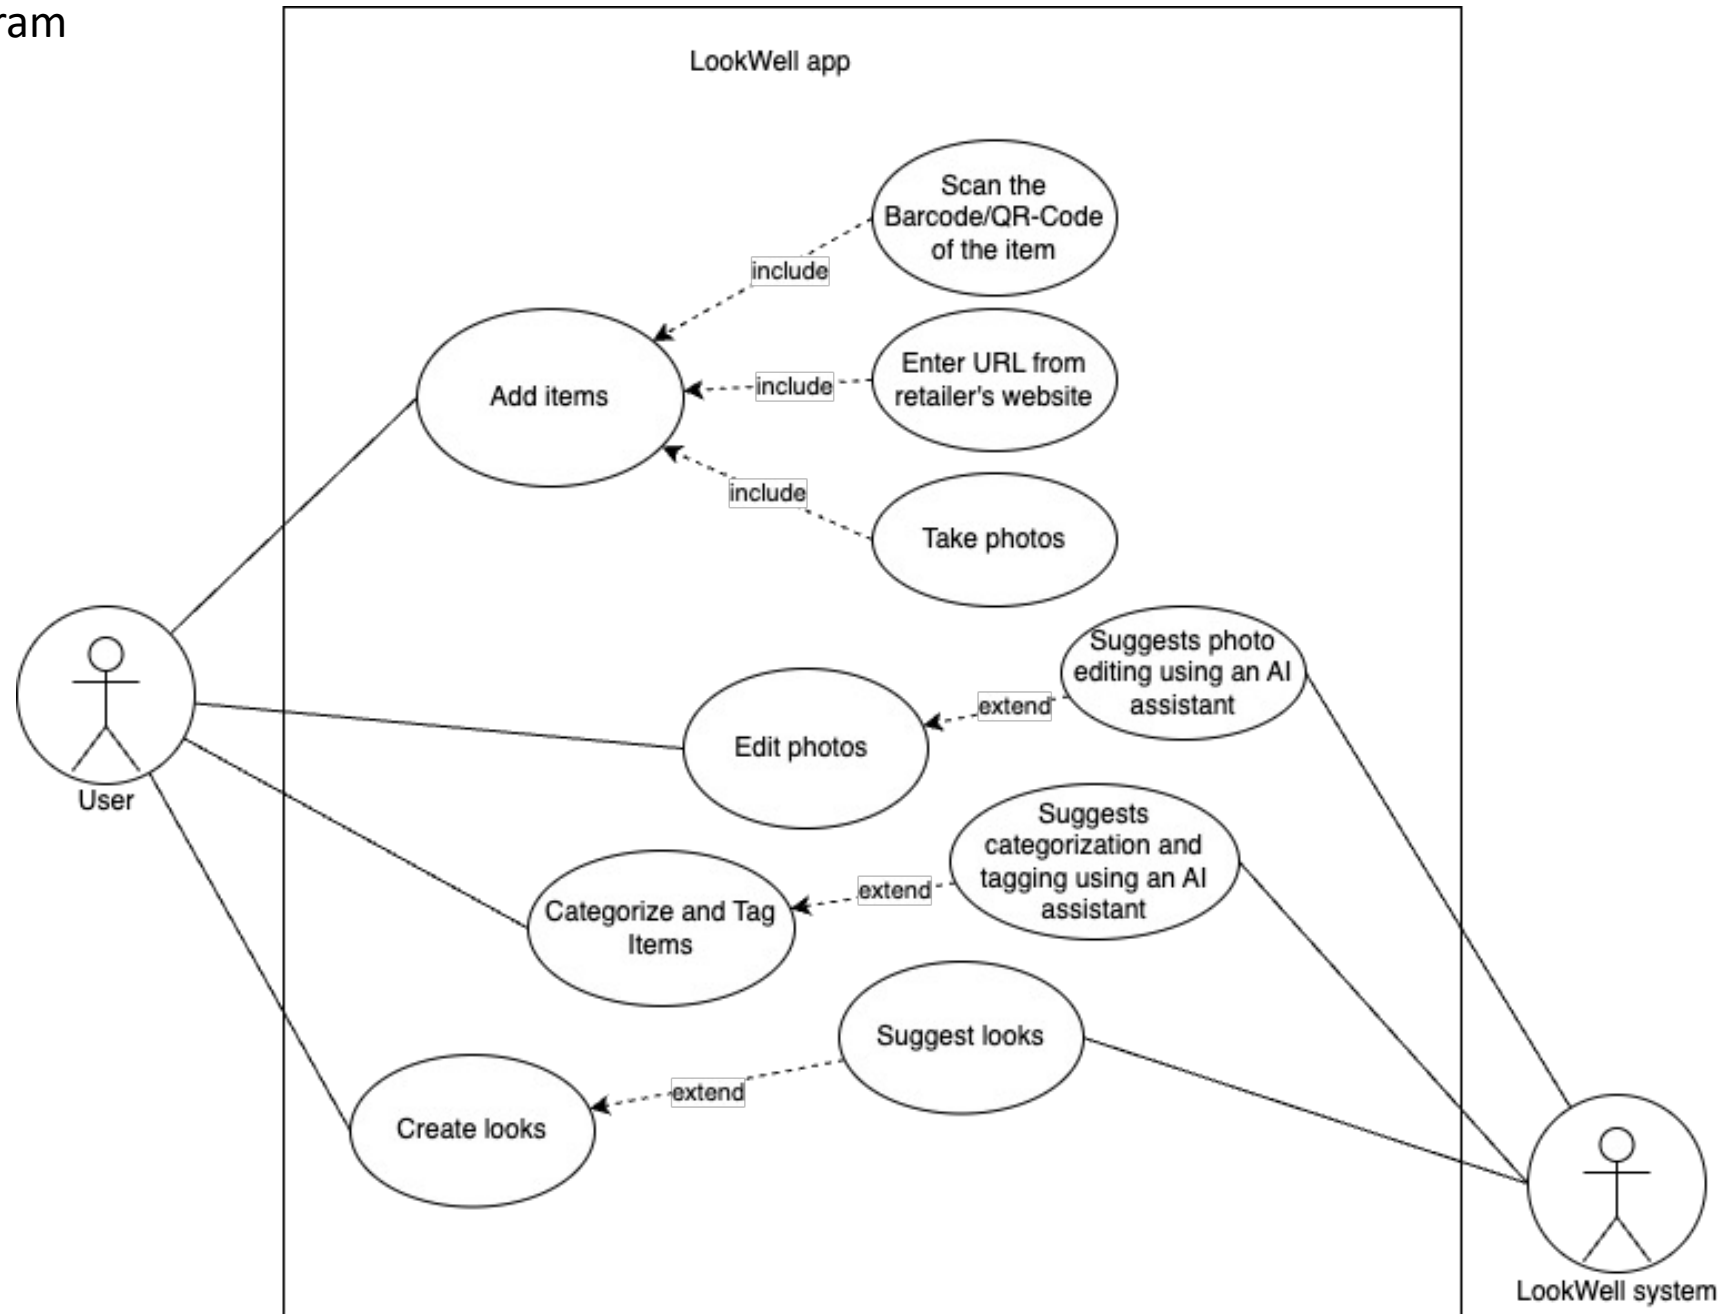 ram
LookWell app
Scan the
Barcode/QR-Code
of the item
include
Add items
include
Enter URL from
retailer's website
include
Take photos
Suggests photo
editing using an AI
assistant
extend
Edit photos
User
Suggests
categorization and
tagging using an AI
assistant
extend
Categorize and Tag
Items
Suggest looks
extend
Create looks
LookWell system